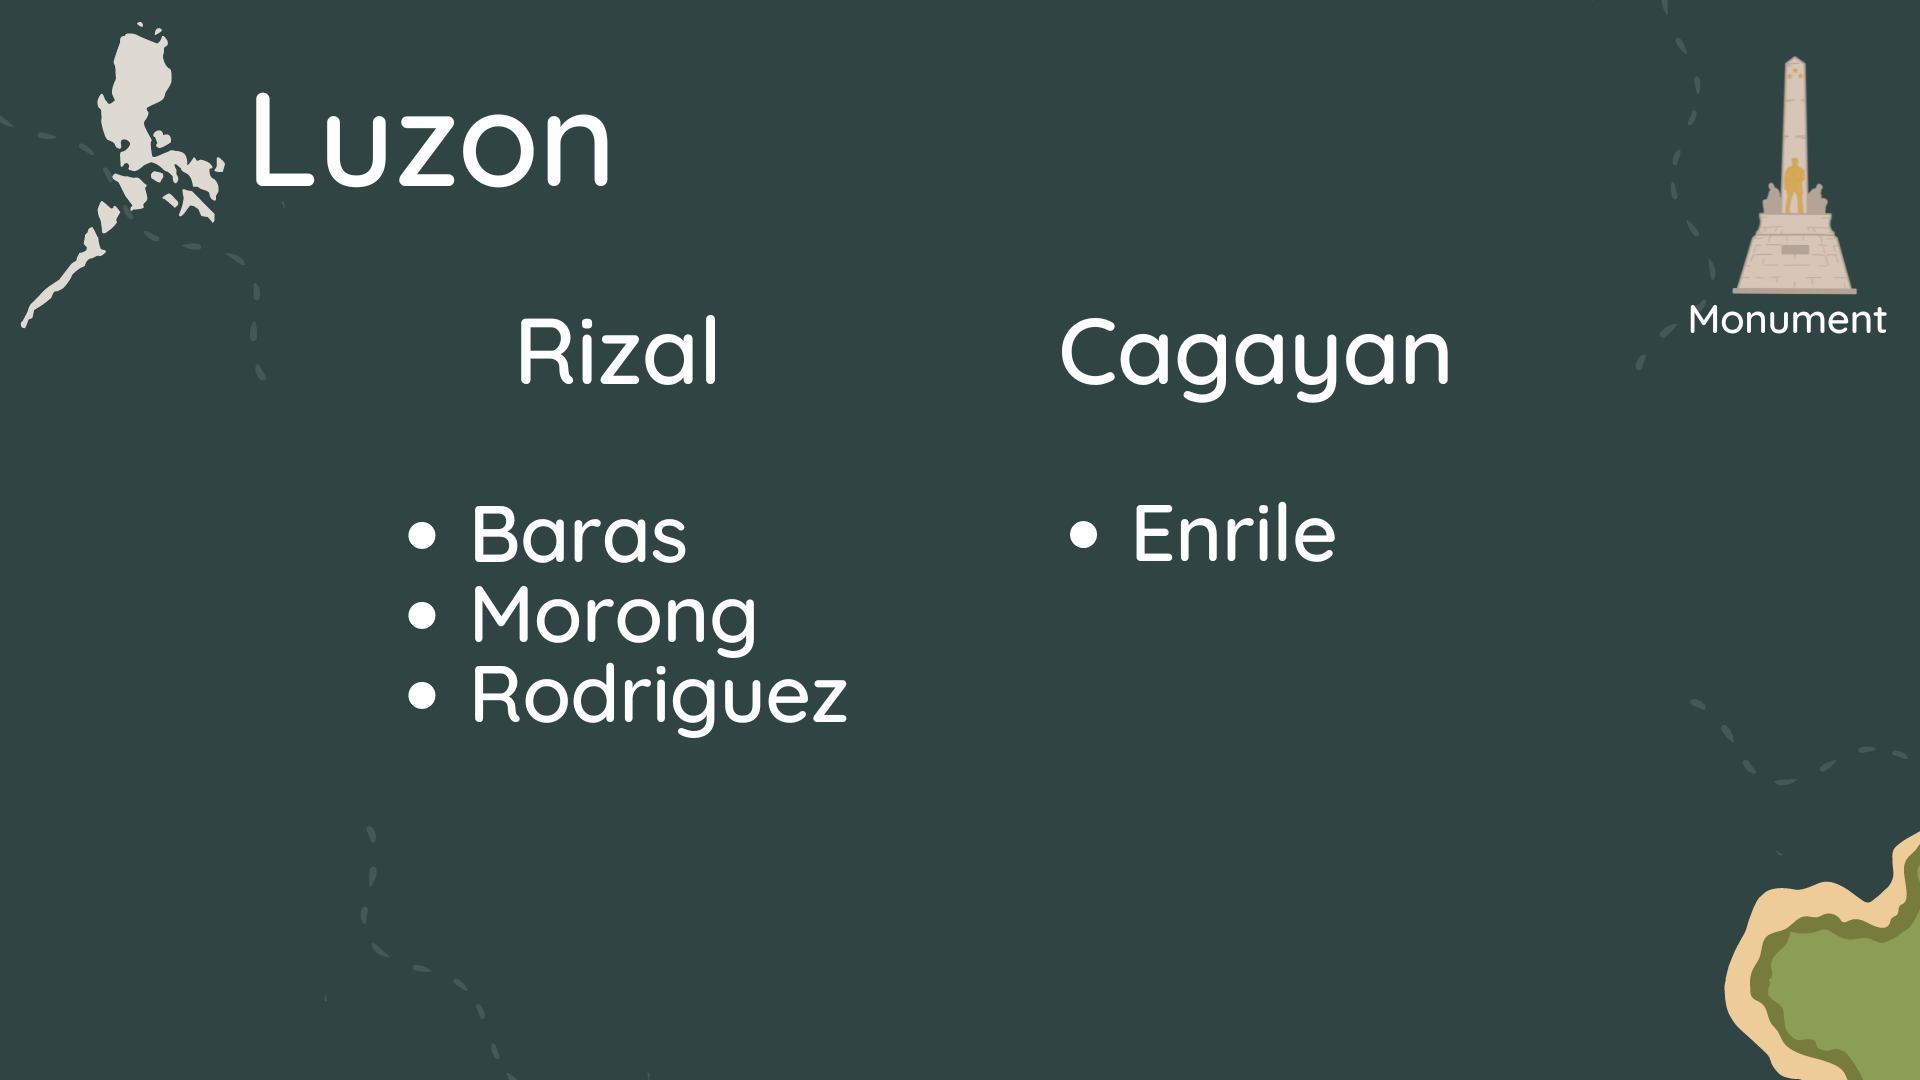 Luzon
Monument
Rizal
• Baras
• Morong
• Rodriguez
Cagayan
• Enrile